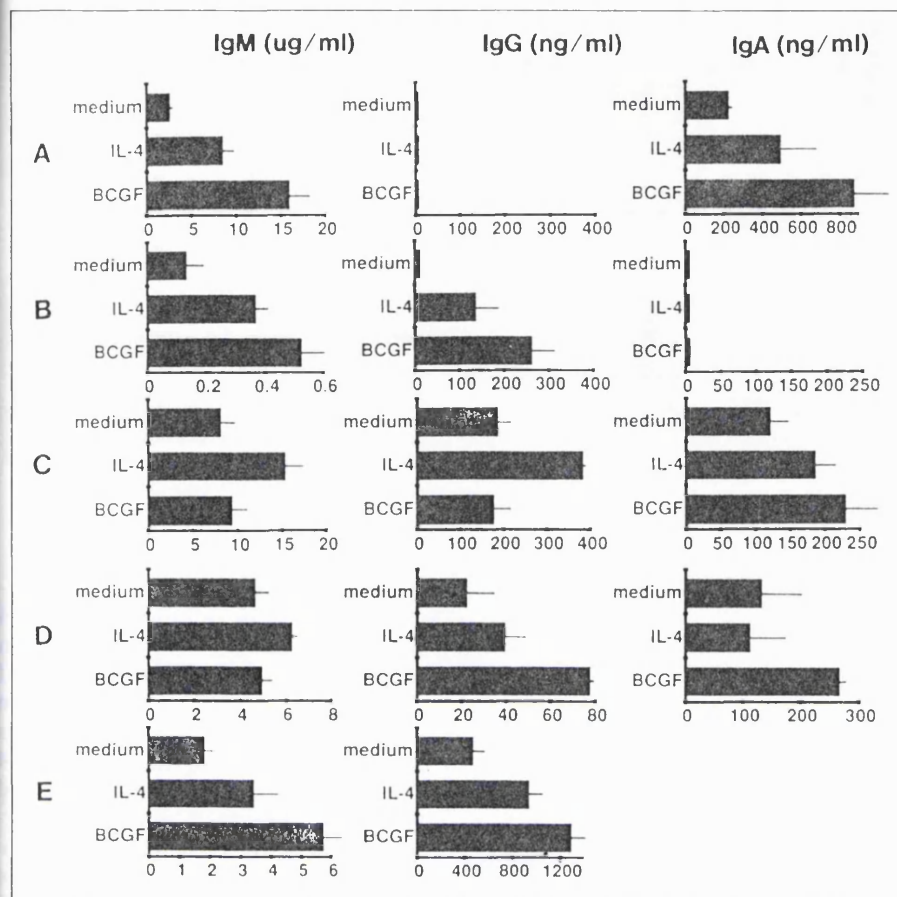 IgM (ug/ml) IgG (ng/ml) IgA (ng/ml)
A
medium medium medium
IL-4 IL-4 IL-4
BCGF BCGF BCGF
0 5 10 15 20 0 100 200 300 400 0 200 400 600 800
B
medium medium medium
IL-4 IL-4 IL-4
BCGF BCGF BCGF
0 0.2 0.4 0.6 0 100 200 300 400 0 50 100 150 200 250
C
medium medium medium
IL-4 IL-4 IL-4
BCGF BCGF BCGF
0 5 10 15 20 0 100 200 300 400 0 50 100 150 200 250
D
medium medium medium
IL-4 IL-4 IL-4
BCGF BCGF BCGF
0 2 4 6 8 0 20 40 60 80 0 100 200 300
E
medium medium
IL-4 IL-4
BCGF BCGF
0 1 2 3 4 5 6 0 400 800 1200